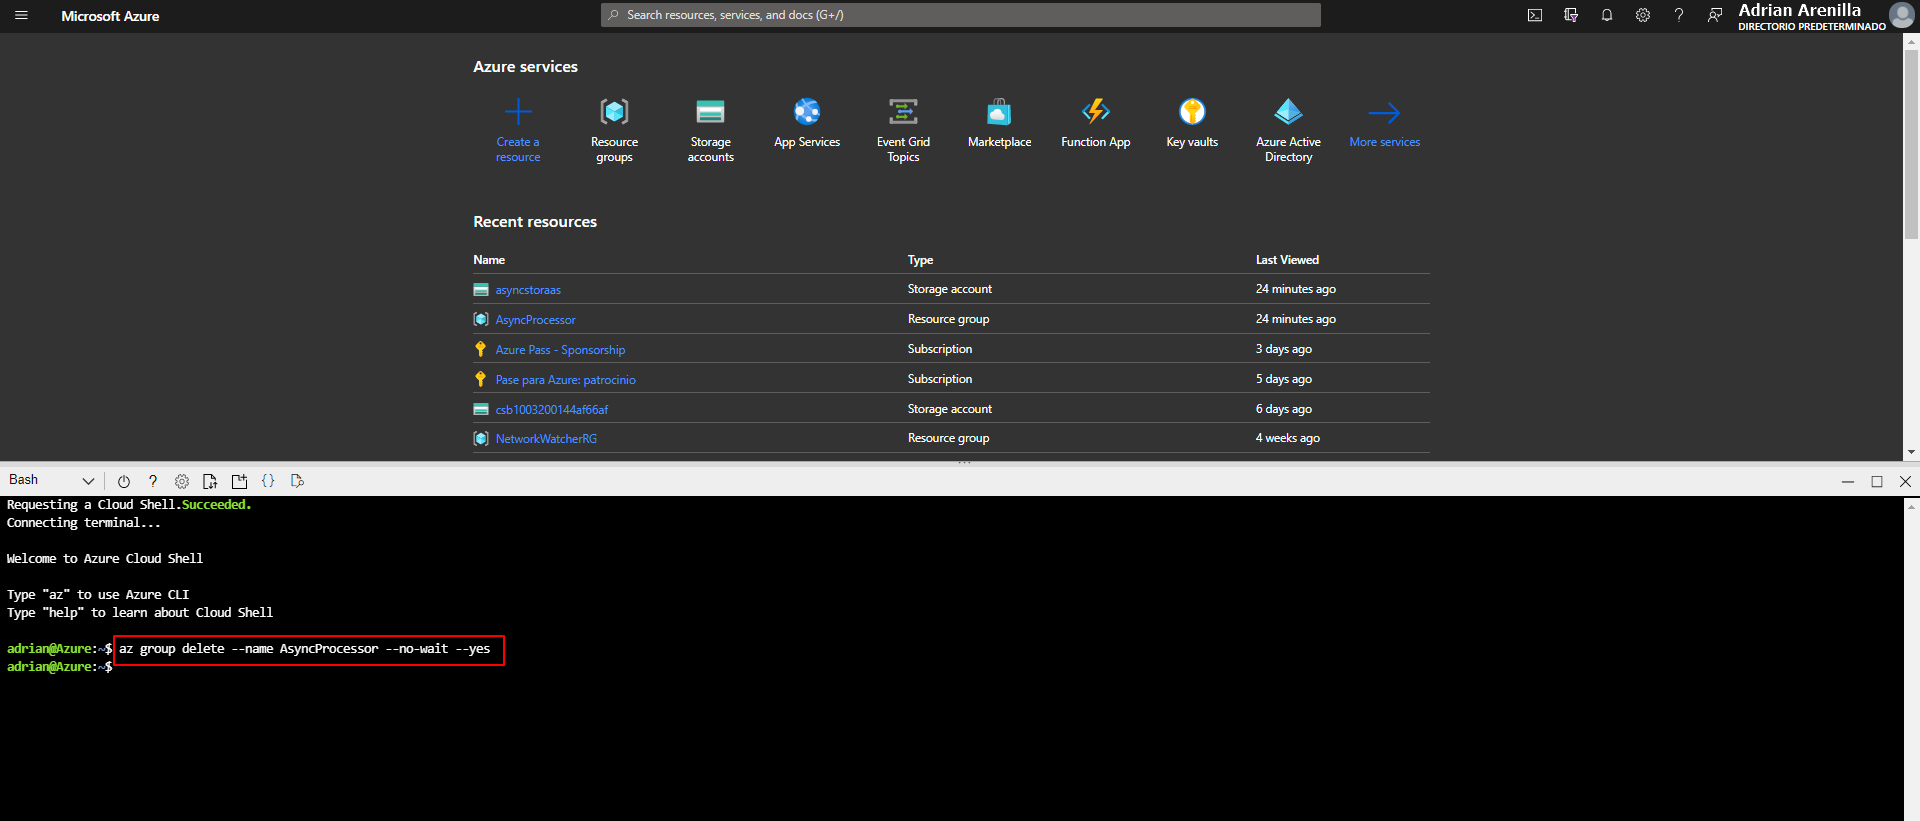 Microsoft Azure
Search resources, services, and docs (G+/)
Adrian Arenilla
DIRECTORIO PREDETERMINADO
Azure services
Create a resource
Resource groups
Storage accounts
App Services
Event Grid Topics
Marketplace
Function App
Key vaults
Azure Active Directory
More services
Recent resources
Name Type Last Viewed
asyncstoraas Storage account 24 minutes ago
AsyncProcessor Resource group 24 minutes ago
Azure Pass - Sponsorship Subscription 3 days ago
Pase para Azure: patrocinio Subscription 5 days ago
csb1003200144af66af Storage account 6 days ago
NetworkWatcherRG Resource group 4 weeks ago
Bash
Requesting a Cloud Shell.Succeeded.
Connecting terminal...
Welcome to Azure Cloud Shell
Type "az" to use Azure CLI
Type "help" to learn about Cloud Shell
adrian@Azure:~$ az group delete --name AsyncProcessor --no-wait --yes
adrian@Azure:~$